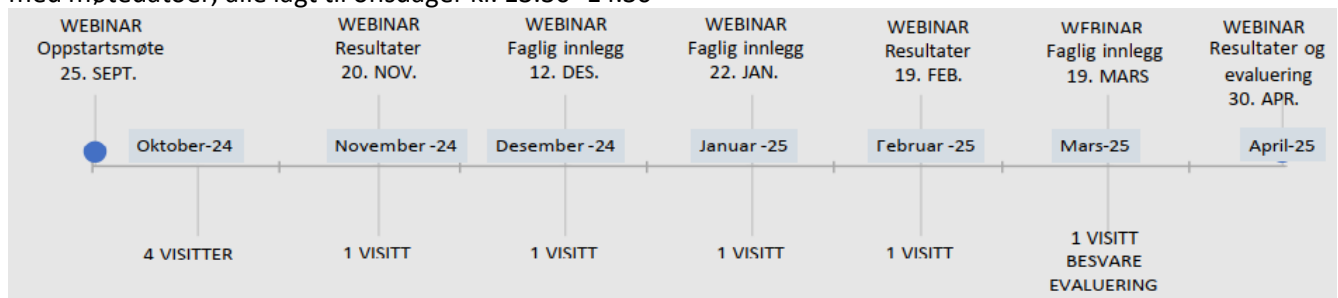 WEBINAR
Oppstartsmøte
25. SEPT.
WEBINAR
Resultater
20. NOV.
WEBINAR
Faglig innlegg
12. DES.
WEBINAR
Faglig innlegg
22. JAN.
WEBINAR
Resultater
19. FEB.
WEBINAR
Faglig innlegg
19. MARS
WEBINAR
Resultater og
evaluering
30. APR.
Oktober-24
November -24
Desember -24
Januar -25
Februar -25
Mars-25
April-25
4 VISITTER
1 VISITT
1 VISITT
1 VISITT
1 VISITT
1 VISITT
BESVARE
EVALUERING